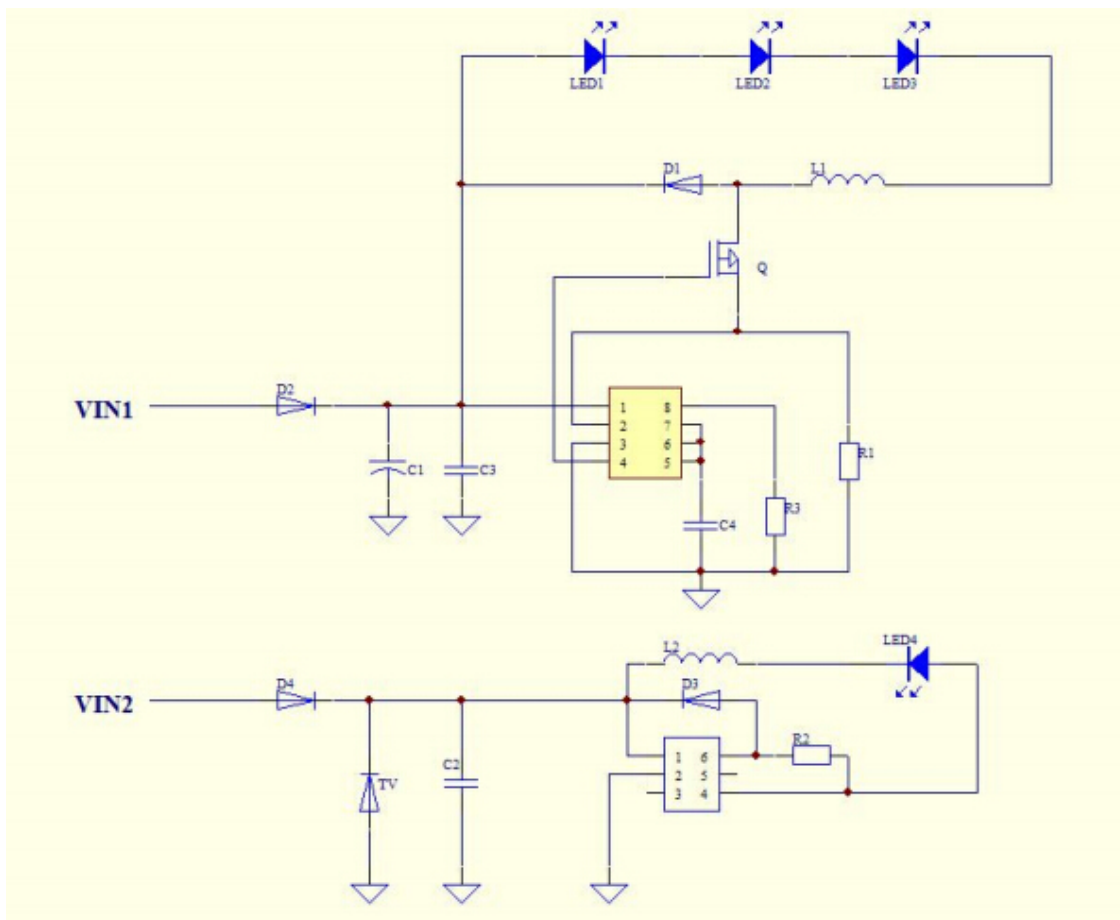 LED1 LED2 LED3
D1 L1
Q
D2
VIN1
1 8
2 7
3 6
4 5
C1 C3 R1
R3
C4
L2 LED4
D4 D3
VIN2
R2
C2 1 6
TV 2 5
3 4